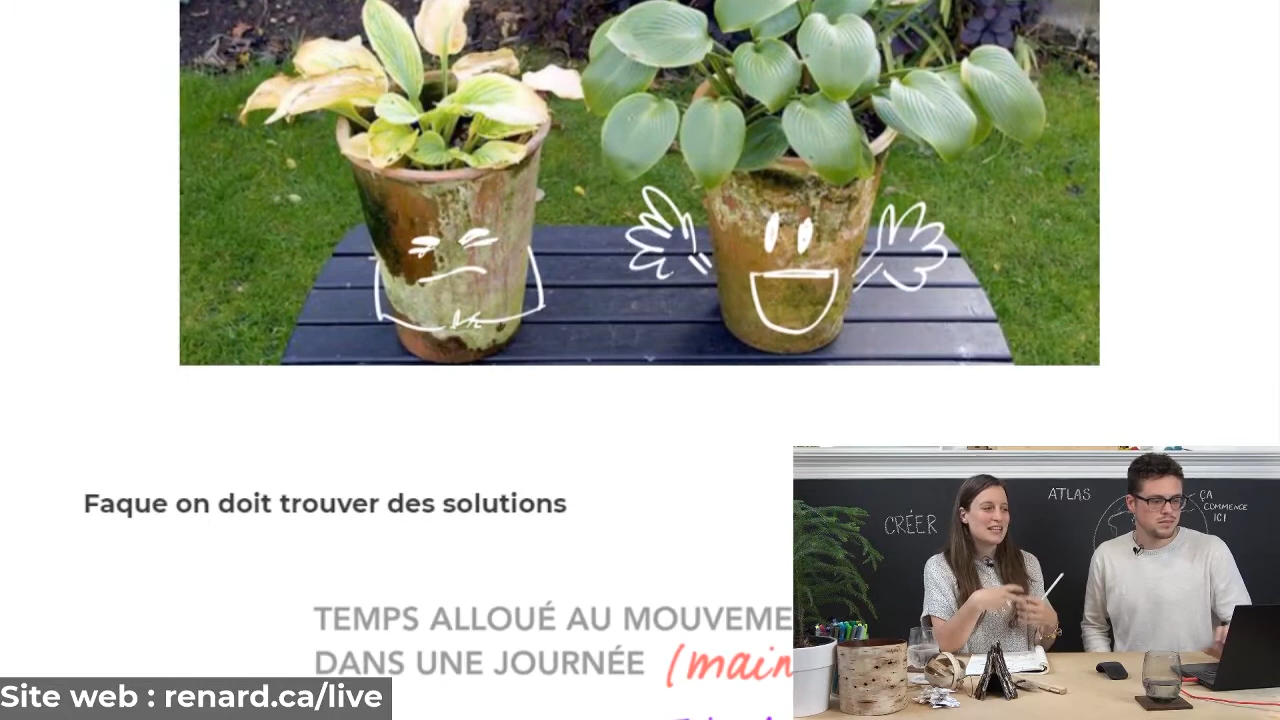 Faque on doit trouver des solutions
TEMPS ALLOUÉ AU MOUVEME
DANS UNE JOURNÉE (main
Site web : renard.ca/live
CRÉER
ATLAS
ÇA
COMMENCE
ICI